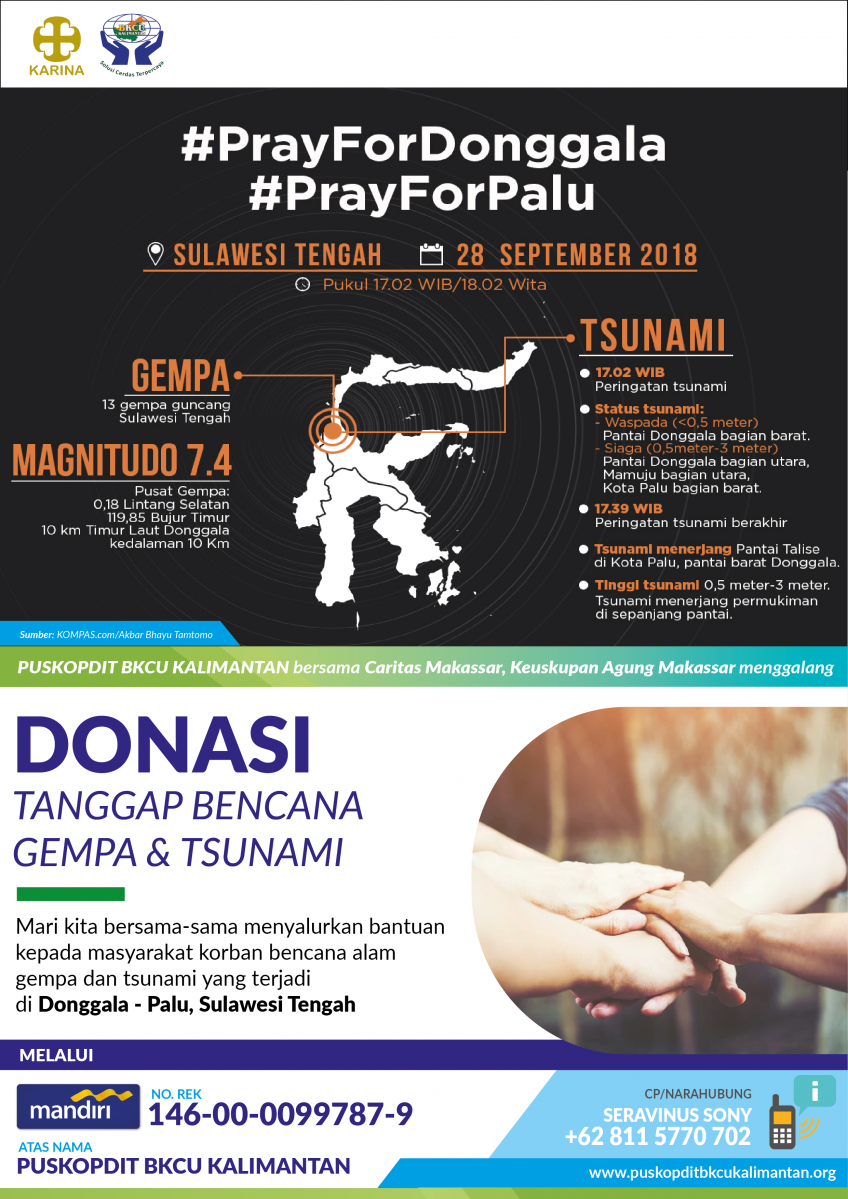 KARINA
BKCU
KALIMANTAN
Solusi Cerdas Terpercaya
#PrayForDonggala
#PrayForPalu
SULAWESI TENGAH 28 SEPTEMBER 2018
Pukul 17.02 WIB/18.02 Wita
GEMPA
13 gempa guncang
Sulawesi Tengah
MAGNITUDO 7.4
Pusat Gempa:
0,18 Lintang Selatan
119,85 Bujur Timur
10 km Timur Laut Donggala
kedalaman 10 Km
TSUNAMI
17.02 WIB
Peringatan tsunami
Status tsunami:
- Waspada (<0,5 meter)
Pantai Donggala bagian barat.
- Siaga (0,5meter-3 meter)
Pantai Donggala bagian utara,
Mamuju bagian utara,
Kota Palu bagian barat.
17.39 WIB
Peringatan tsunami berakhir
Tsunami menerjang Pantai Talise
di Kota Palu, pantai barat Donggala.
Tinggi tsunami 0,5 meter-3 meter.
Tsunami menerjang permukiman
di sepanjang pantai.
Sumber: KOMPAS.com/Akbar Bhayu Tamtomo
PUSKOPDIT BKCU KALIMANTAN bersama Caritas Makassar, Keuskupan Agung Makassar menggalang
DONASI
TANGGAP BENCANA
GEMPA & TSUNAMI
Mari kita bersama-sama menyalurkan bantuan
kepada masyarakat korban bencana alam
gempa dan tsunami yang terjadi
di Donggala - Palu, Sulawesi Tengah
MELALUI
mandiri
NO. REK
146-00-0099787-9
ATAS NAMA
PUSKOPDIT BKCU KALIMANTAN
CP/NARAHUBUNG
SERAVINUS SONY
+62 811 5770 702
i
www.puskopditbkcukalimantan.org